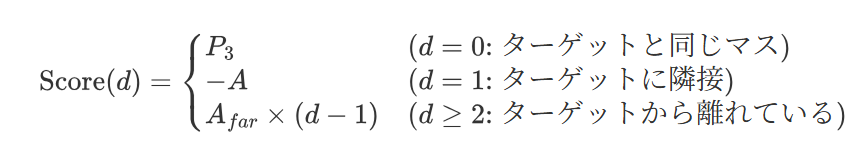 P₃ (d = 0: ターゲットと同じマス)
Score(d) = { −A (d = 1: ターゲットに隣接)
A_far × (d − 1) (d ≥ 2: ターゲットから離れている)